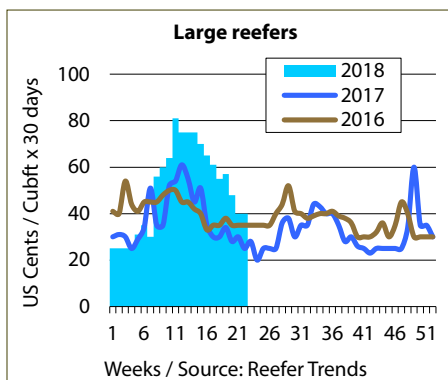 Large reefers
US Cents / Cubft x 30 days
100
80
60
40
20
0
2018
2017
2016
1 6 11 16 21 26 31 36 41 46 51
Weeks / Source: Reefer Trends